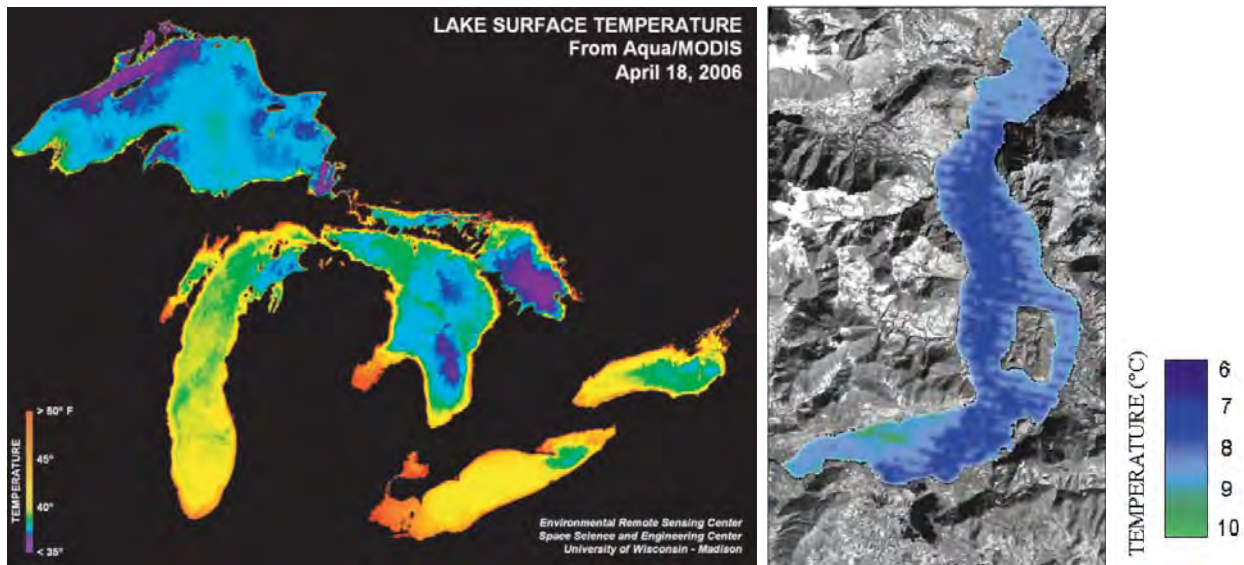 LAKE SURFACE TEMPERATURE
From Aqua/MODIS
April 18, 2006
> 50° F
45°
40°
< 35°
TEMPERATURE
Environmental Remote Sensing Center
Space Science and Engineering Center
University of Wisconsin - Madison
TEMPERATURE (°C)
6
7
8
9
10